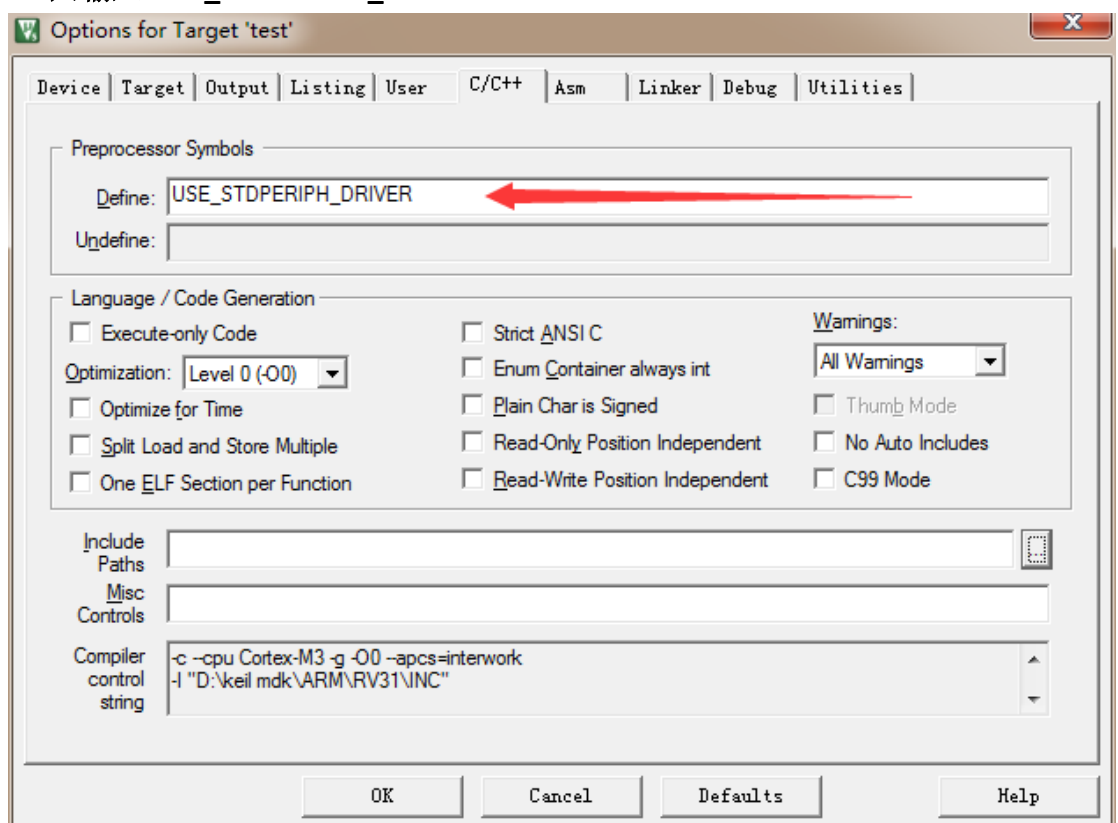 Options for Target 'test'
Device Target Output Listing User C/C++ Asm Linker Debug Utilities
Preprocessor Symbols
Define: USE_STDPERIPH_DRIVER
Undefine:
Language / Code Generation
Execute-only Code
Optimization: Level 0 (-O0)
Optimize for Time
Split Load and Store Multiple
One ELF Section per Function
Strict ANSI C
Enum Container always int
Plain Char is Signed
Read-Only Position Independent
Read-Write Position Independent
Warnings:
All Warnings
Thumb Mode
No Auto Includes
C99 Mode
Include
Paths
...
Misc
Controls
Compiler
control
string
-c --cpu Cortex-M3 -g -O0 --apcs=interwork
-I "D:\keil mdk\ARM\RV31\INC"
OK Cancel Defaults Help